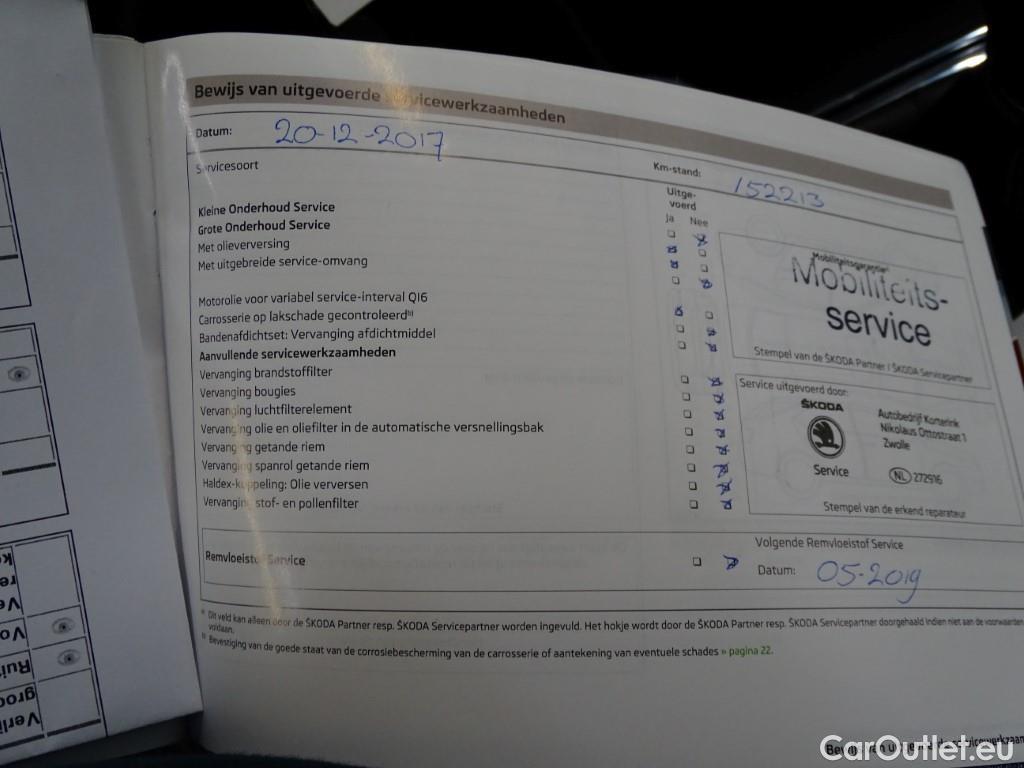 Bewijs van uitgevoerde servicewerkzaamheden
Datum: 20-12-2017
Km-stand: 152213
Servicesoort
Uitge-
voerd
Ja Nee
Kleine Onderhoud Service
Grote Onderhoud Service
Met olieverversing
Met uitgebreide service-omvang
Motorolie voor variabel service-interval QI6
Carrosserie op lakschade gecontroleerd b)
Bandenafdichtset: Vervanging afdichtmiddel
Aanvullende servicewerkzaamheden
Vervanging brandstoffilter
Vervanging bougies
Vervanging luchtfilterelement
Vervanging olie en oliefilter in de automatische versnellingsbak
Vervanging getande riem
Vervanging spanrol getande riem
Haldex-koppeling: Olie verversen
Vervanging stof- en pollenfilter
Mobiliteitsgarantie
Mobiliteits-
service
Stempel van de ŠKODA Partner / ŠKODA Servicepartner
Service uitgevoerd door:
ŠKODA
Service
Autobedrijf Korterink
Nikolaus Ottostraat 1
Zwolle
NL 272916
Stempel van de erkend reparateur
Remvloeistof Service
Volgende Remvloeistof Service
Datum: 05-2019
a) Dit veld kan alleen door de ŠKODA Partner resp. ŠKODA Servicepartner worden ingevuld. Het hokje wordt door de ŠKODA Partner resp. ŠKODA Servicepartner doorgehaald indien niet aan de voorwaarden
voldaan.
b) Bevestiging van de goede staat van de corrosiebescherming van de carrosserie of aantekening van eventuele schades » pagina 22.
CarOutlet.eu